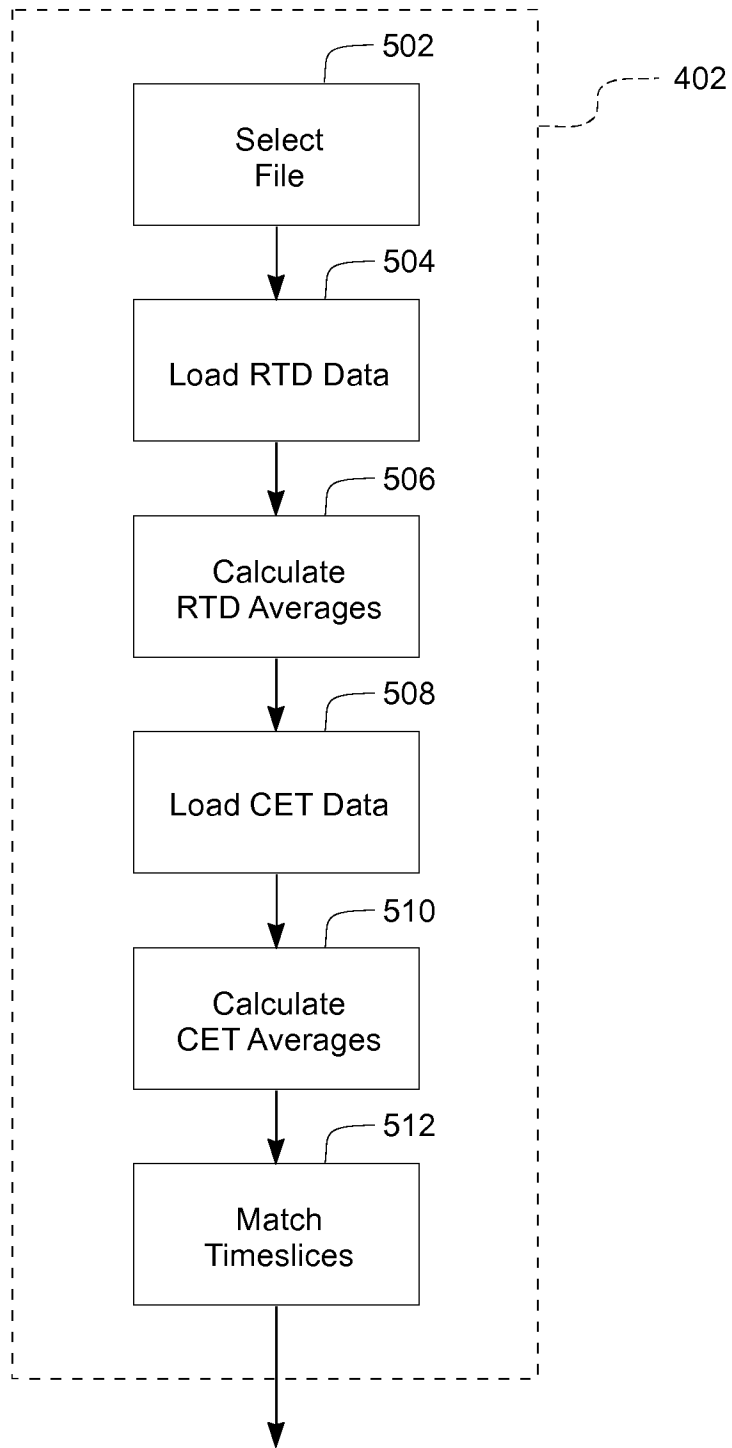 502
402
Select
File
504
Load RTD Data
506
Calculate
RTD Averages
508
Load CET Data
510
Calculate
CET Averages
512
Match
Timeslices